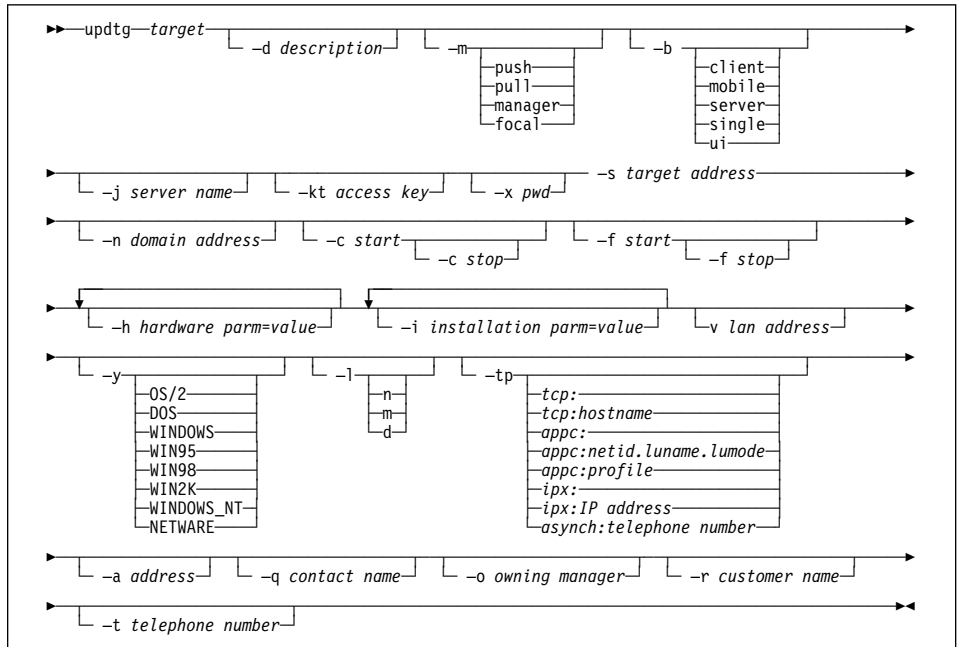 updtg target
–d description –m –b
push client
pull mobile
manager server
focal single
ui
–j server name –kt access key –x pwd –s target address
–n domain address –c start –f start
–c stop –f stop
–h hardware parm=value –i installation parm=value v lan address
–y –l –tp
OS/2 n tcp:
DOS m tcp:hostname
WINDOWS d appc:
WIN95 appc:netid.luname.lumode
WIN98 appc:profile
WIN2K ipx:
WINDOWS_NT ipx:IP address
NETWARE asynch:telephone number
–a address –q contact name –o owning manager –r customer name
–t telephone number